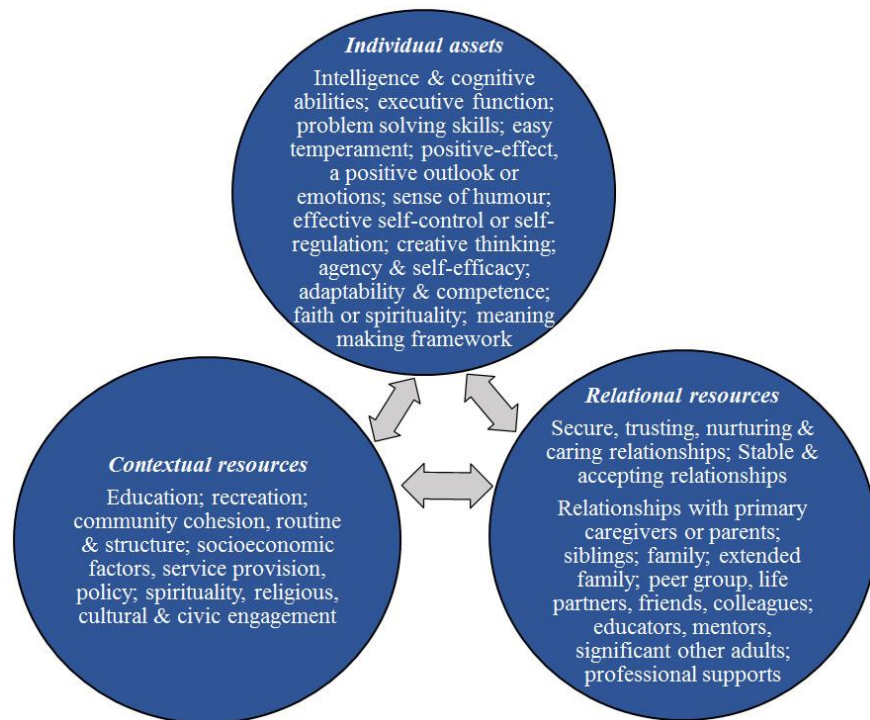 Individual assets
Intelligence & cognitive
abilities; executive function;
problem solving skills; easy
temperament; positive-effect,
a positive outlook or
emotions; sense of humour;
effective self-control or self-
regulation; creative thinking;
agency & self-efficacy;
adaptability & competence;
faith or spirituality; meaning
making framework
Contextual resources
Education; recreation;
community cohesion, routine
& structure; socioeconomic
factors, service provision,
policy; spirituality, religious,
cultural & civic engagement
Relational resources
Secure, trusting, nurturing &
caring relationships; Stable &
accepting relationships
Relationships with primary
caregivers or parents;
siblings; family; extended
family; peer group, life
partners, friends, colleagues;
educators, mentors,
significant other adults;
professional supports